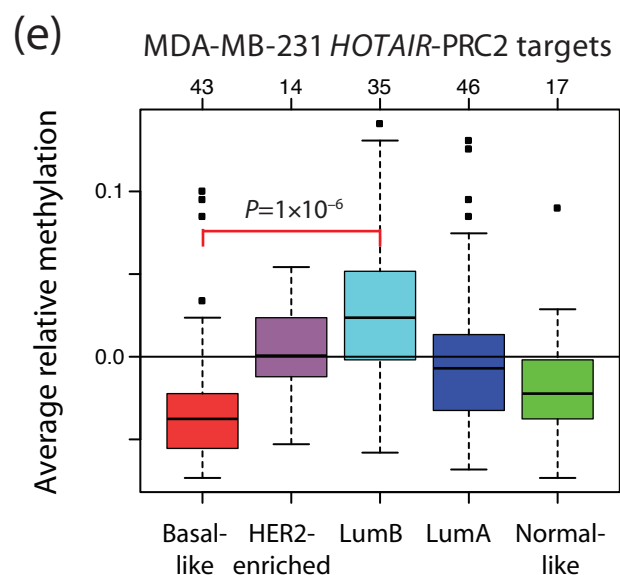 (e)
MDA-MB-231 HOTAIR-PRC2 targets
43 14 35 46 17
Average relative methylation
0.1
P=1×10⁻⁶
0.0
Basal-like HER2-enriched LumB LumA Normal-like